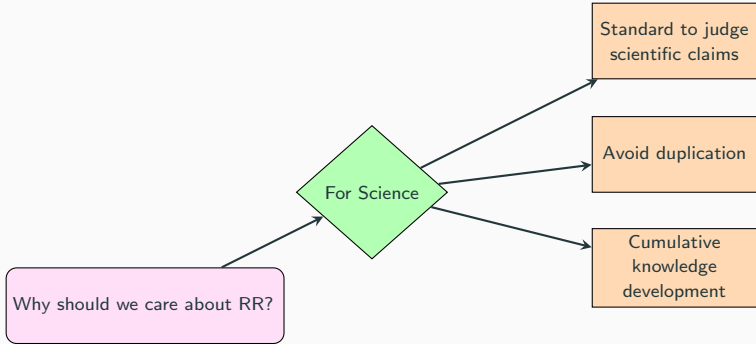 Why should we care about RR?
For Science
Standard to judge
scientific claims
Avoid duplication
Cumulative
knowledge
development